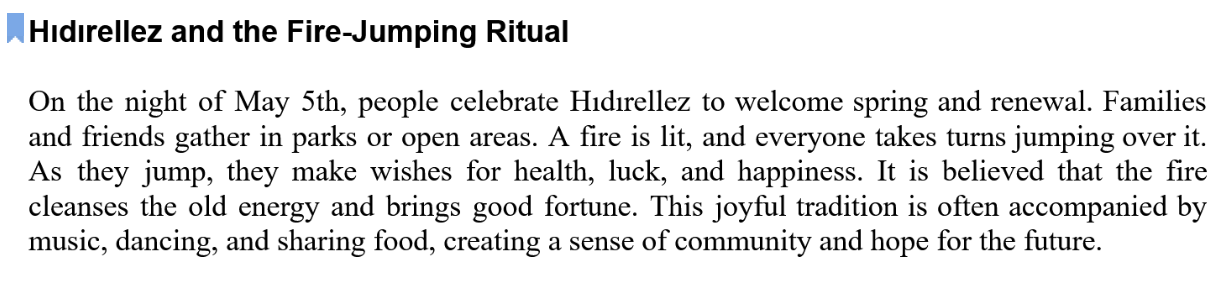 Hıdırellez and the Fire-Jumping Ritual
On the night of May 5th, people celebrate Hıdırellez to welcome spring and renewal. Families
and friends gather in parks or open areas. A fire is lit, and everyone takes turns jumping over it.
As they jump, they make wishes for health, luck, and happiness. It is believed that the fire
cleanses the old energy and brings good fortune. This joyful tradition is often accompanied by
music, dancing, and sharing food, creating a sense of community and hope for the future.